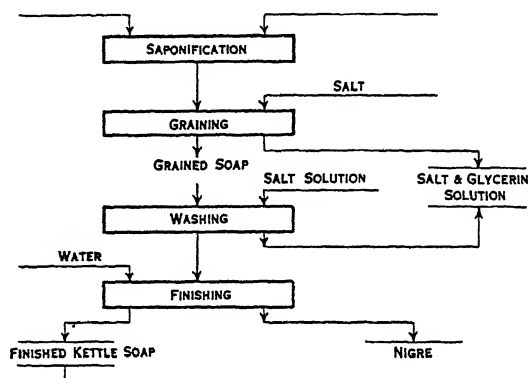 SAPONIFICATION
SALT
GRAINING
GRAINED SOAP
SALT SOLUTION
SALT & GLYCERIN
SOLUTION
WASHING
WATER
FINISHING
FINISHED KETTLE SOAP
NIGRE